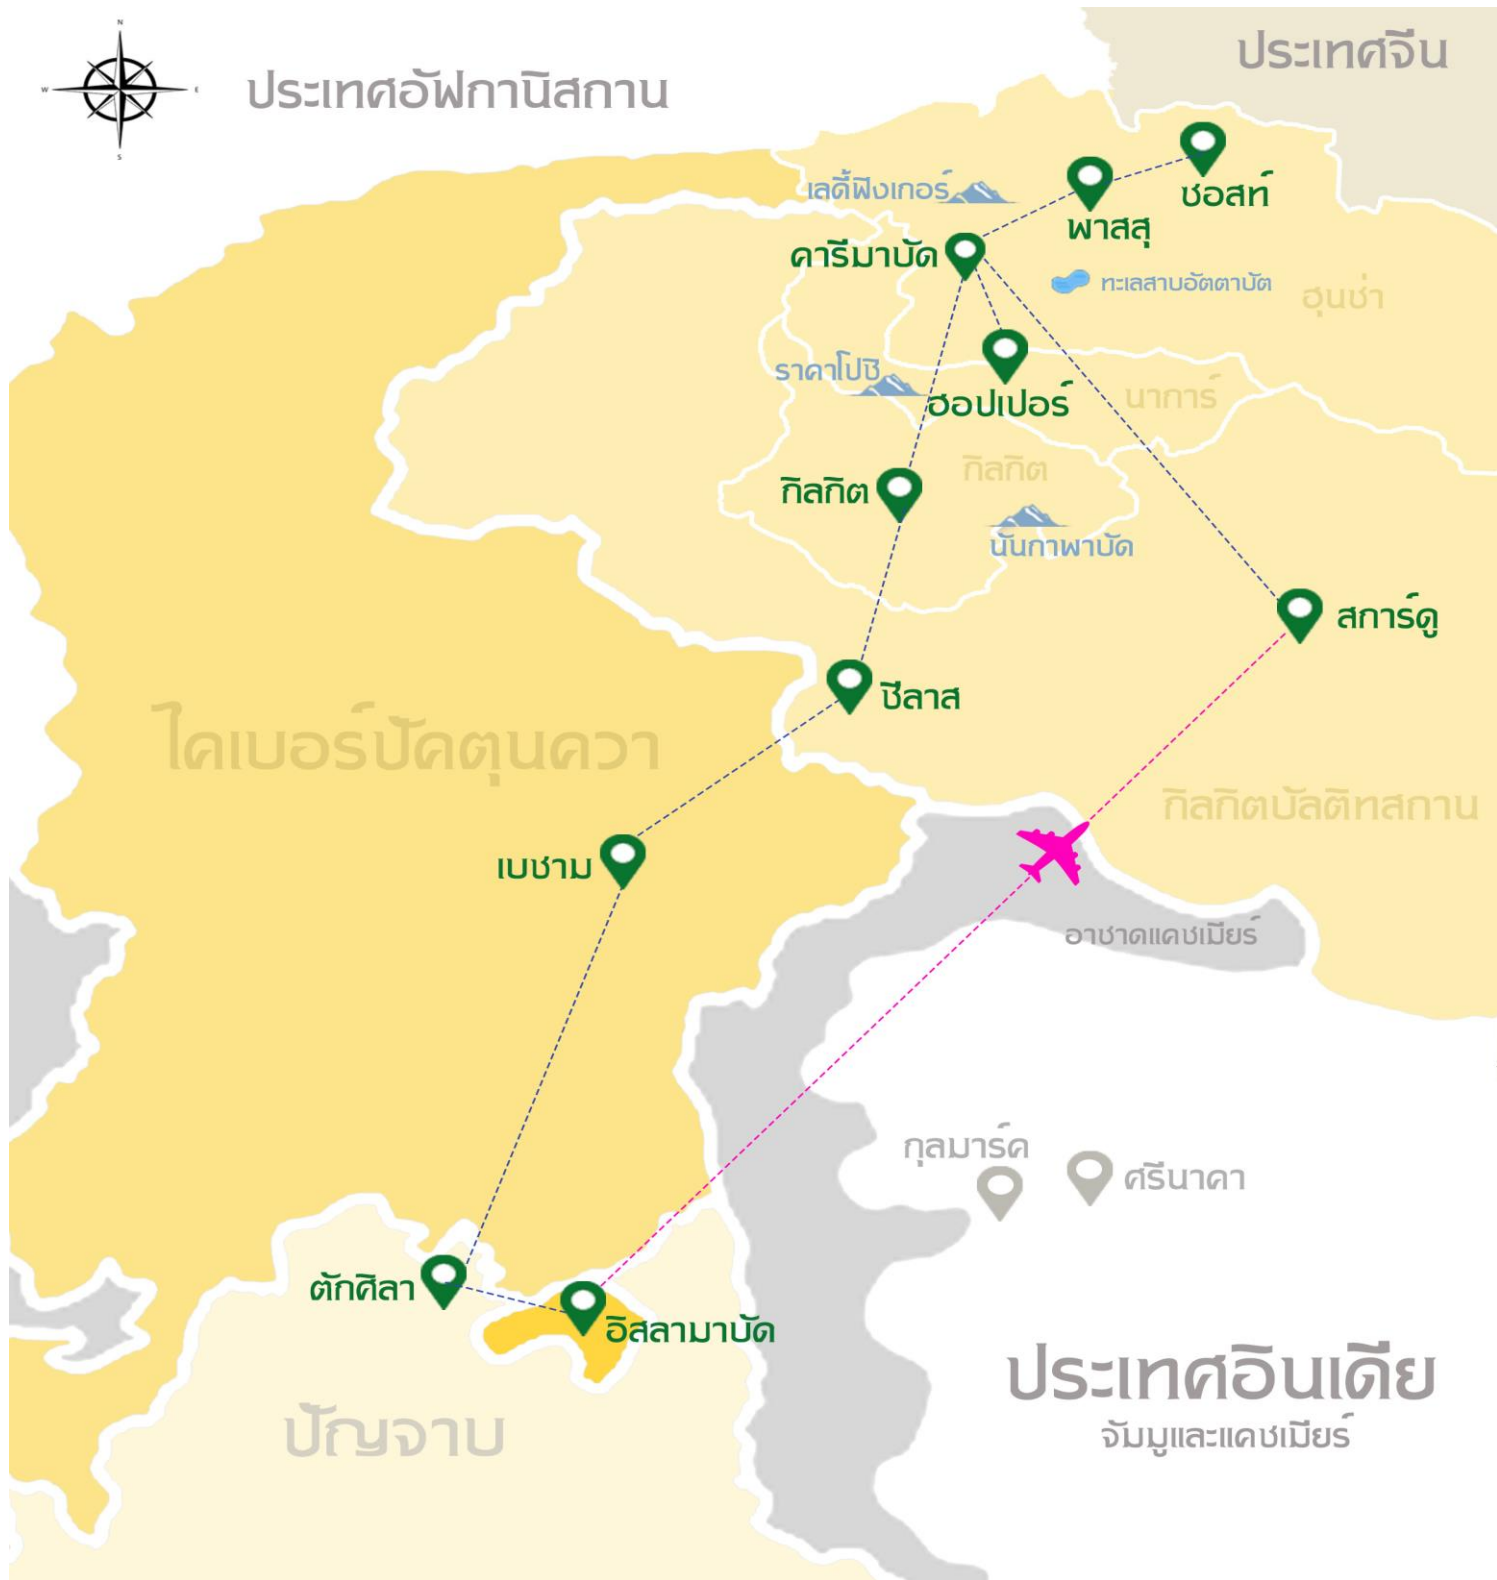 N
W
E
S
ประเทศอัฟกานิสถาน
ประเทศจีน
เลดี้ฟิงเกอร์
ชอสท์
พาสสุ
คารีมาบัด
ทะเลสาบอัตตาบัต
ฮุนซ่า
ราคาโปชิ
ฮอปเปอร์
นาการ์
กิลกิต
กิลกิต
นันกาพาบัด
สการ์ดู
ชีลาส
ไคเบอร์ปัคตุนควา
กิลกิตบัลติทสถาน
เบชาม
อาซาดแคชเมียร์
กุลมาร์ค
ศรีนาคา
ตักศิลา
อิสลามาบัด
ประเทศอินเดีย
จัมมูและแคชเมียร์
ปัญจาบ